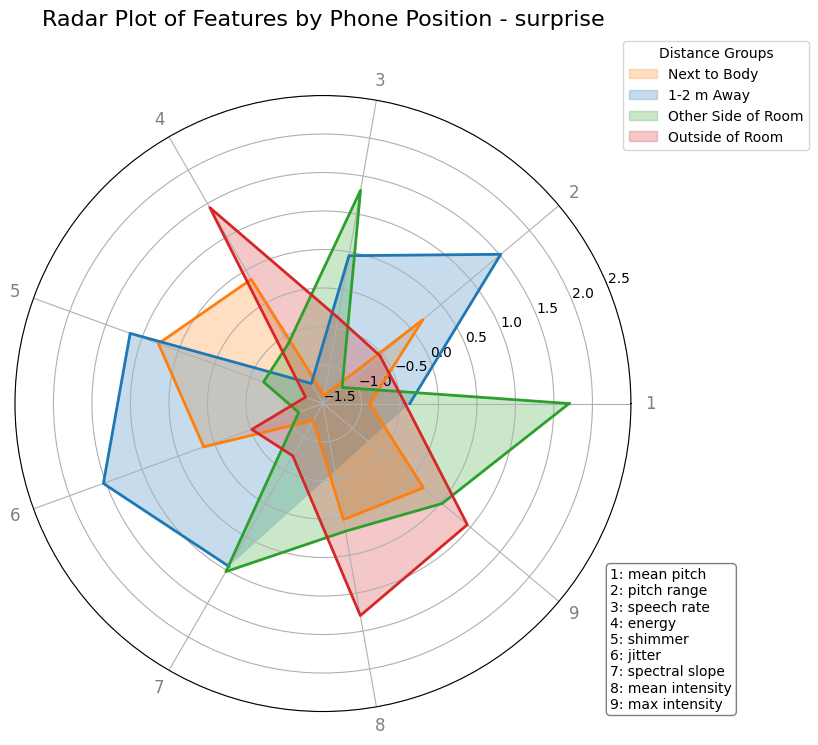 Radar Plot of Features by Phone Position - surprise
Distance Groups
Next to Body
1-2 m Away
Other Side of Room
Outside of Room
3
4
2
5
2.5
2.0
1.5
1.0
0.5
0.0
−0.5
−1.0
−1.5
1
6
7
8
9
1: mean pitch
2: pitch range
3: speech rate
4: energy
5: shimmer
6: jitter
7: spectral slope
8: mean intensity
9: max intensity